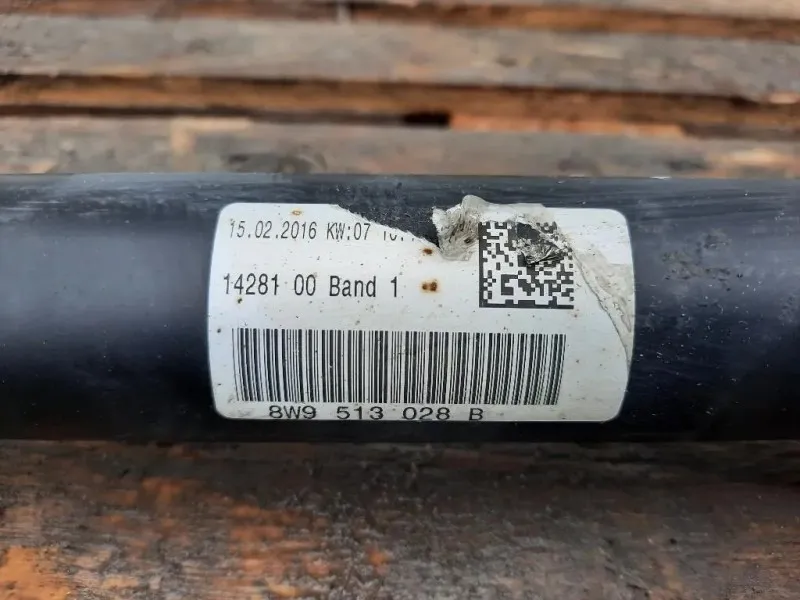 15.02.2016 KW:07
14281 00 Band 1
8W9 513 028 B